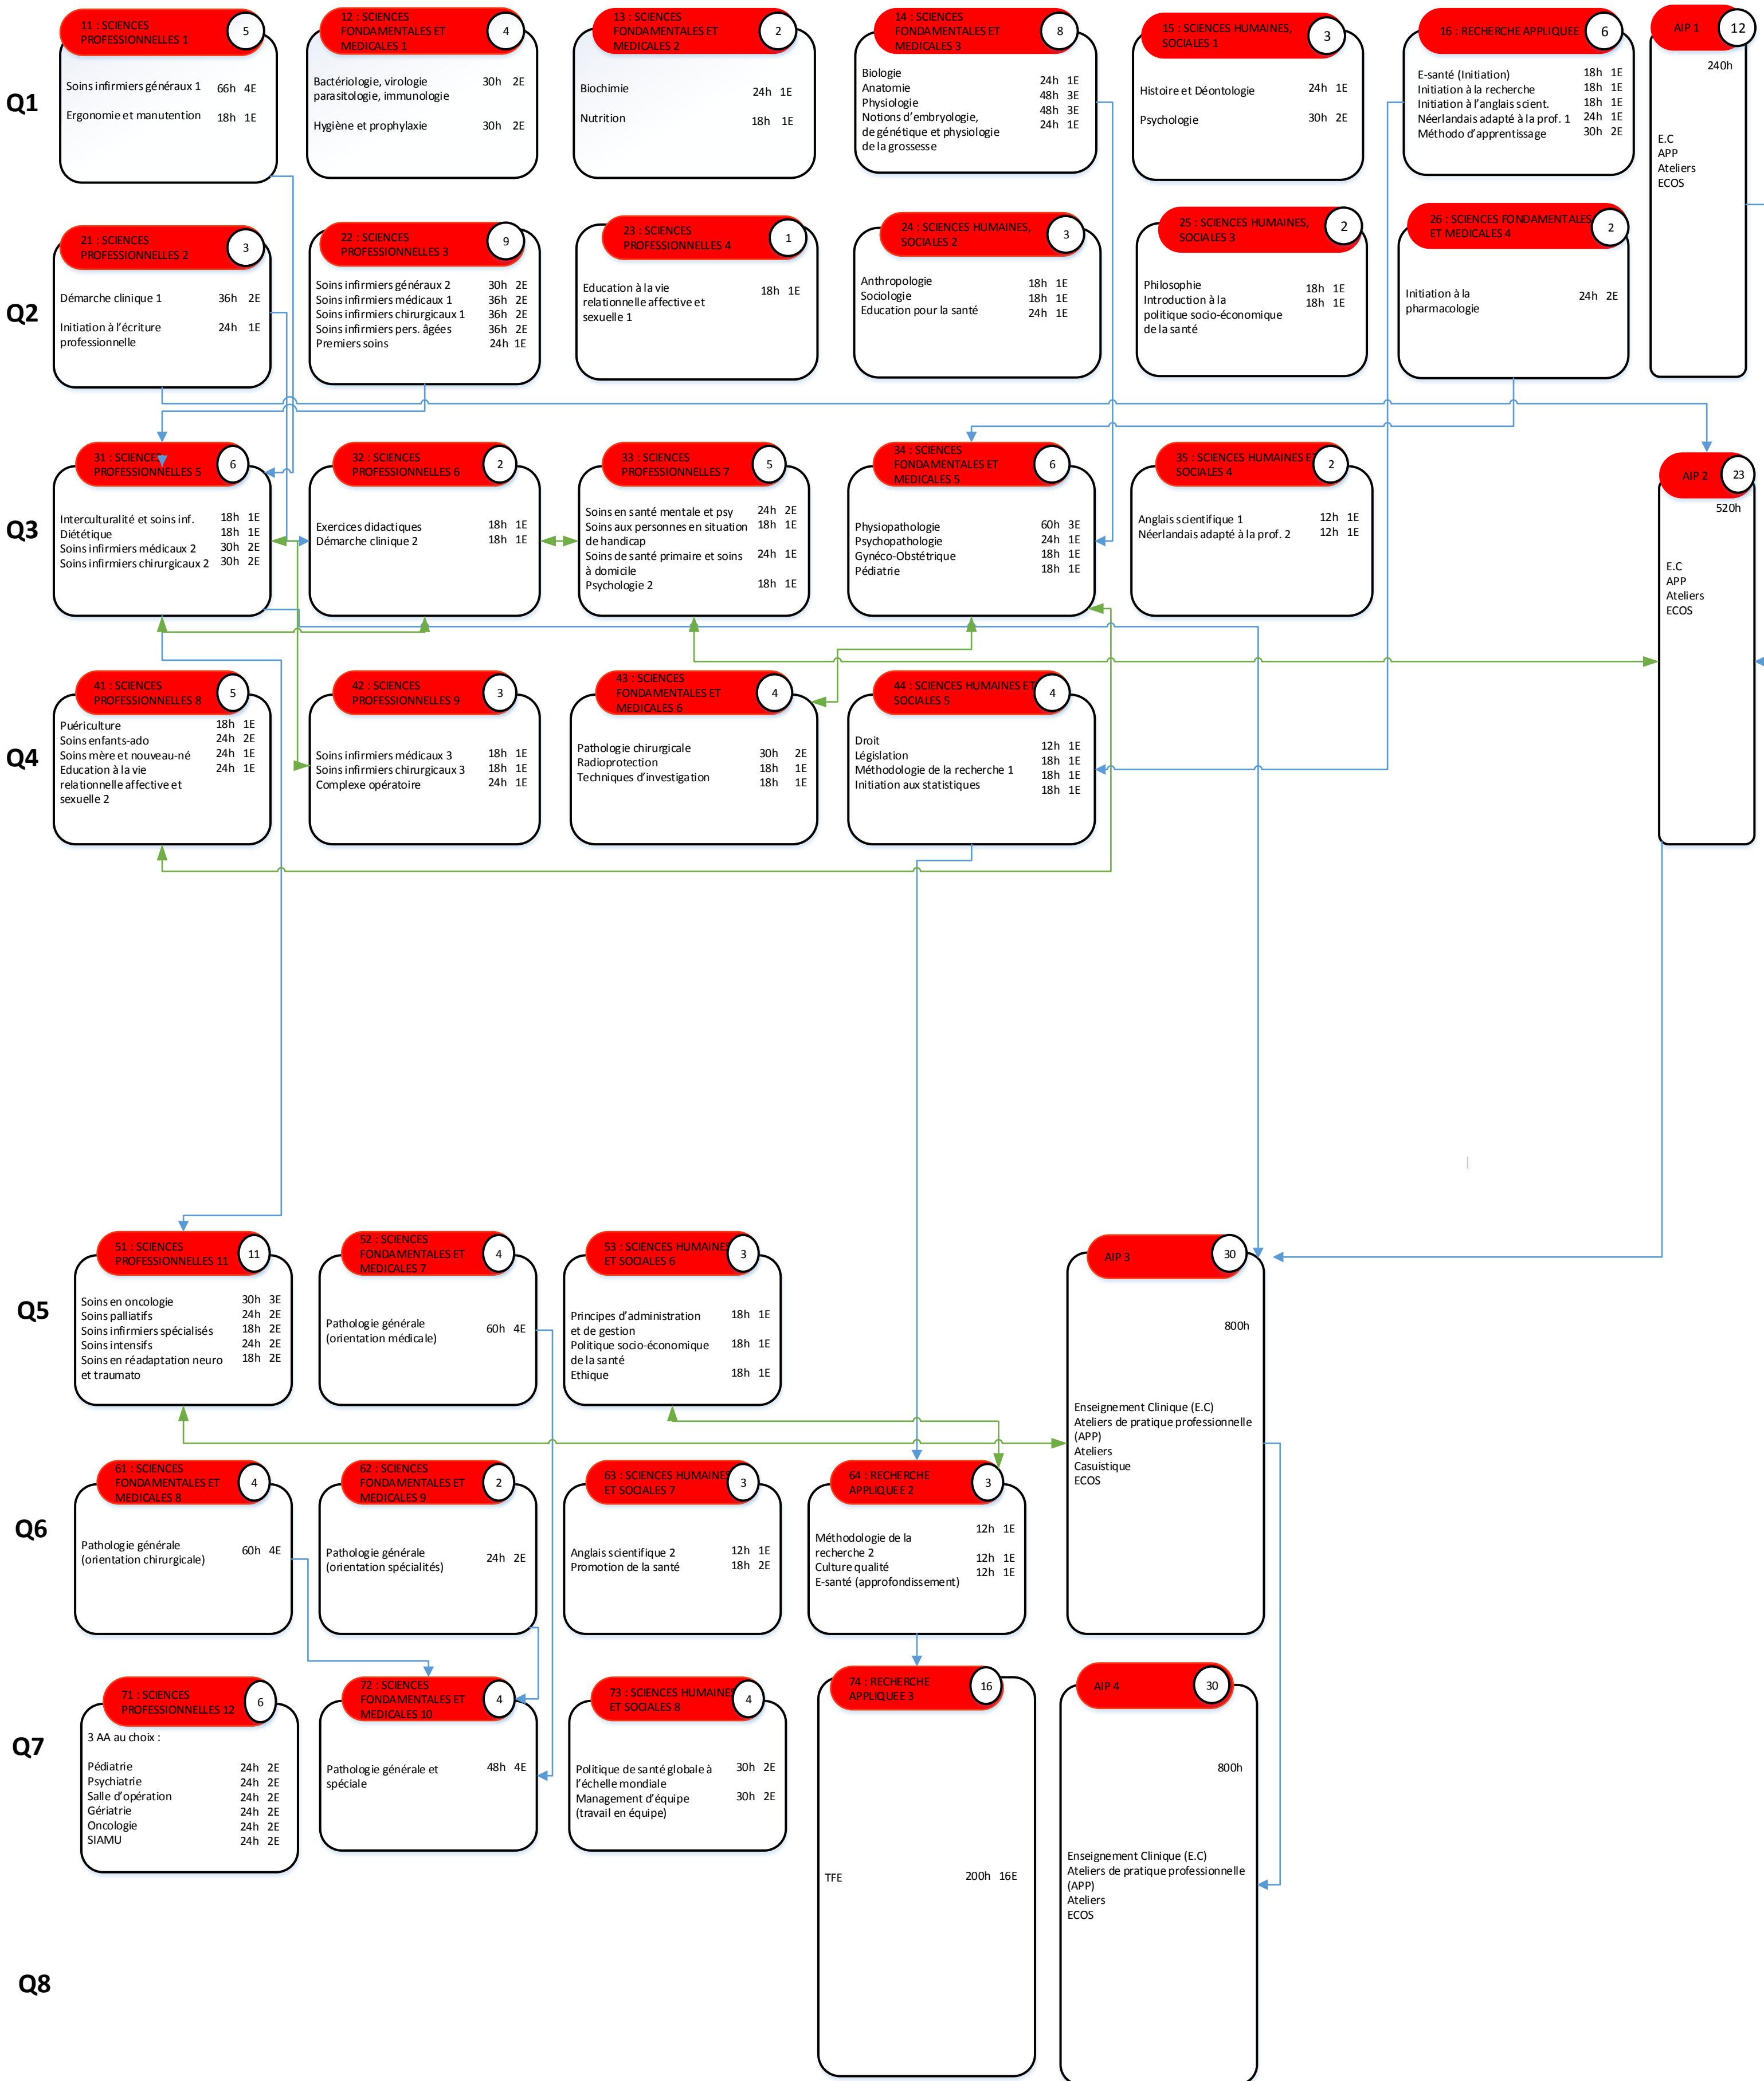 Q1
11 : SCIENCES
PROFESSIONNELLES 1
5
Soins infirmiers généraux 1 66h 4E
Ergonomie et manutention 18h 1E
12 : SCIENCES
FONDAMENTALES ET
MEDICALES 1
4
Bactériologie, virologie 30h 2E
parasitologie, immunologie
Hygiène et prophylaxie 30h 2E
13 : SCIENCES
FONDAMENTALES ET
MEDICALES 2
2
Biochimie 24h 1E
Nutrition 18h 1E
14 : SCIENCES
FONDAMENTALES ET
MEDICALES 3
8
Biologie 24h 1E
Anatomie 48h 3E
Physiologie 48h 3E
Notions d'embryologie, 24h 1E
de génétique et physiologie
de la grossesse
15 : SCIENCES HUMAINES,
SOCIALES 1
3
Histoire et Déontologie 24h 1E
Psychologie 30h 2E
16 : RECHERCHE APPLIQUEE
6
E-santé (Initiation) 18h 1E
Initiation à la recherche 18h 1E
Initiation à l'anglais scient. 18h 1E
Néerlandais adapté à la prof. 1 24h 1E
Méthodo d'apprentissage 30h 2E
AIP 1
12
240h
E.C
APP
Ateliers
ECOS
Q2
21 : SCIENCES
PROFESSIONNELLES 2
3
Démarche clinique 1 36h 2E
Initiation à l'écriture 24h 1E
professionnelle
22 : SCIENCES
PROFESSIONNELLES 3
9
Soins infirmiers généraux 2 30h 2E
Soins infirmiers médicaux 1 36h 2E
Soins infirmiers chirurgicaux 1 36h 2E
Soins infirmiers pers. âgées 36h 2E
Premiers soins 24h 1E
23 : SCIENCES
PROFESSIONNELLES 4
1
Education à la vie 18h 1E
relationnelle affective et
sexuelle 1
24 : SCIENCES HUMAINES,
SOCIALES 2
3
Anthropologie 18h 1E
Sociologie 18h 1E
Education pour la santé 24h 1E
25 : SCIENCES HUMAINES,
SOCIALES 3
2
Philosophie 18h 1E
Introduction à la 18h 1E
politique socio-économique
de la santé
26 : SCIENCES FONDAMENTALES
ET MEDICALES 4
2
Initiation à la 24h 2E
pharmacologie
Q3
31 : SCIENCES
PROFESSIONNELLES 5
6
Interculturalité et soins inf. 18h 1E
Diététique 18h 1E
Soins infirmiers médicaux 2 30h 2E
Soins infirmiers chirurgicaux 2 30h 2E
32 : SCIENCES
PROFESSIONNELLES 6
2
Exercices didactiques 18h 1E
Démarche clinique 2 18h 1E
33 : SCIENCES
PROFESSIONNELLES 7
5
Soins en santé mentale et psy 24h 2E
Soins aux personnes en situation 18h 1E
de handicap
Soins de santé primaire et soins 24h 1E
à domicile
Psychologie 2 18h 1E
34 : SCIENCES
FONDAMENTALES ET
MEDICALES 5
6
Physiopathologie 60h 3E
Psychopathologie 24h 1E
Gynéco-Obstétrique 18h 1E
Pédiatrie 18h 1E
35 : SCIENCES HUMAINES ET
SOCIALES 4
2
Anglais scientifique 1 12h 1E
Néerlandais adapté à la prof. 2 12h 1E
AIP 2
23
520h
E.C
APP
Ateliers
ECOS
Q4
41 : SCIENCES
PROFESSIONNELLES 8
5
Puériculture 18h 1E
Soins enfants-ado 24h 2E
Soins mère et nouveau-né 24h 1E
Education à la vie 24h 1E
relationnelle affective et
sexuelle 2
42 : SCIENCES
PROFESSIONNELLES 9
3
Soins infirmiers médicaux 3 18h 1E
Soins infirmiers chirurgicaux 3 18h 1E
Complexe opératoire 24h 1E
43 : SCIENCES
FONDAMENTALES ET
MEDICALES 6
4
Pathologie chirurgicale 30h 2E
Radioprotection 18h 1E
Techniques d'investigation 18h 1E
44 : SCIENCES HUMAINES ET
SOCIALES 5
4
Droit 12h 1E
Législation 18h 1E
Méthodologie de la recherche 1 18h 1E
Initiation aux statistiques 18h 1E
Q5
51 : SCIENCES
PROFESSIONNELLES 11
11
Soins en oncologie 30h 3E
Soins palliatifs 24h 2E
Soins infirmiers spécialisés 18h 2E
Soins intensifs 24h 2E
Soins en réadaptation neuro 18h 2E
et traumato
52 : SCIENCES
FONDAMENTALES ET
MEDICALES 7
4
Pathologie générale 60h 4E
(orientation médicale)
53 : SCIENCES HUMAINES
ET SOCIALES 6
3
Principes d'administration 18h 1E
et de gestion
Politique socio-économique 18h 1E
de la santé
Ethique 18h 1E
AIP 3
30
800h
Enseignement Clinique (E.C)
Ateliers de pratique professionnelle
(APP)
Ateliers
Casuistique
ECOS
Q6
61 : SCIENCES
FONDAMENTALES ET
MEDICALES 8
4
Pathologie générale 60h 4E
(orientation chirurgicale)
62 : SCIENCES
FONDAMENTALES ET
MEDICALES 9
2
Pathologie générale 24h 2E
(orientation spécialités)
63 : SCIENCES HUMAINES
ET SOCIALES 7
3
Anglais scientifique 2 12h 1E
Promotion de la santé 18h 2E
64 : RECHERCHE
APPLIQUEE 2
3
Méthodologie de la 12h 1E
recherche 2
Culture qualité 12h 1E
E-santé (approfondissement) 12h 1E
Q7
71 : SCIENCES
PROFESSIONNELLES 12
6
3 AA au choix :
Pédiatrie 24h 2E
Psychiatrie 24h 2E
Salle d'opération 24h 2E
Gériatrie 24h 2E
Oncologie 24h 2E
SIAMU 24h 2E
72 : SCIENCES
FONDAMENTALES ET
MEDICALES 10
4
Pathologie générale et 48h 4E
spéciale
73 : SCIENCES HUMAINES
ET SOCIALES 8
4
Politique de santé globale à 30h 2E
l'échelle mondiale
Management d'équipe 30h 2E
(travail en équipe)
74 : RECHERCHE
APPLIQUEE 3
16
TFE 200h 16E
AIP 4
30
800h
Enseignement Clinique (E.C)
Ateliers de pratique professionnelle
(APP)
Ateliers
ECOS
Q8